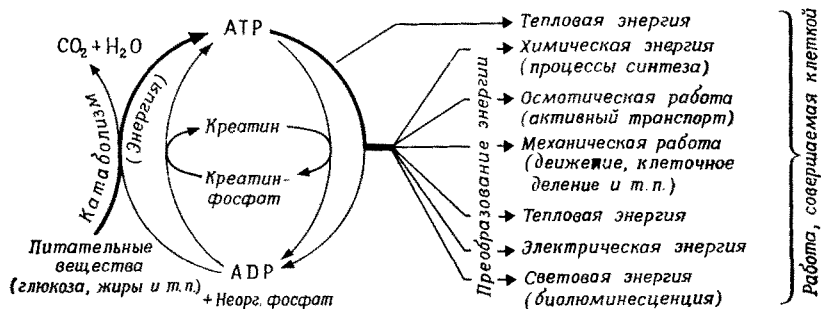 CO₂ + H₂O
ATP
Катаболизм
(Энергия)
Креатин
Креатин-
фосфат
Питательные
вещества
(глюкоза, жиры и т.п.)
ADP
+ Неорг. фосфат
Преобразование энергии
Тепловая энергия
Химическая энергия
(процессы синтеза)
Осмотическая работа
(активный транспорт)
Механическая работа
(движение, клеточное
деление и т.п.)
Тепловая энергия
Электрическая энергия
Световая энергия
(биолюминесценция)
Работа, совершаемая клеткой